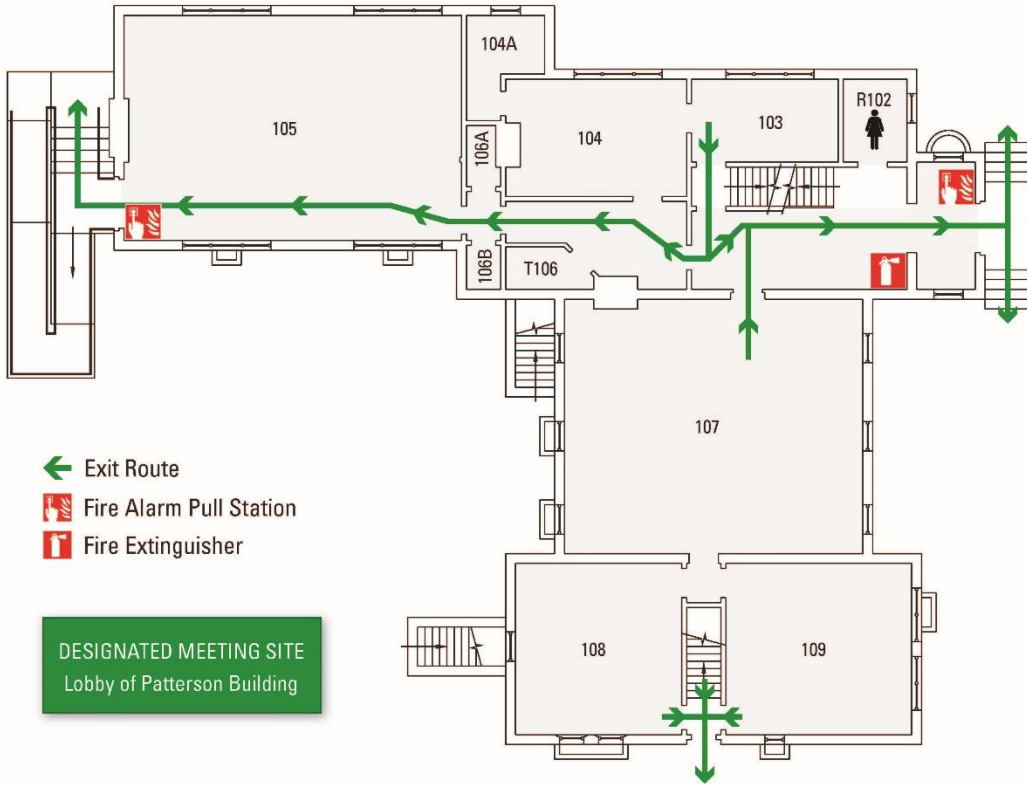 104A
105
106A
104
103
R102
106B
T106
107
Exit Route
Fire Alarm Pull Station
Fire Extinguisher
DESIGNATED MEETING SITE
Lobby of Patterson Building
108
109